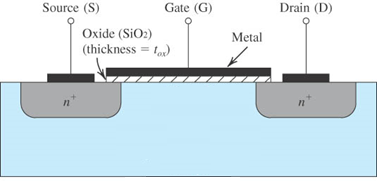 Source (S)
Gate (G)
Drain (D)
Oxide (SiO₂)
(thickness = tₒₓ)
Metal
n⁺
n⁺